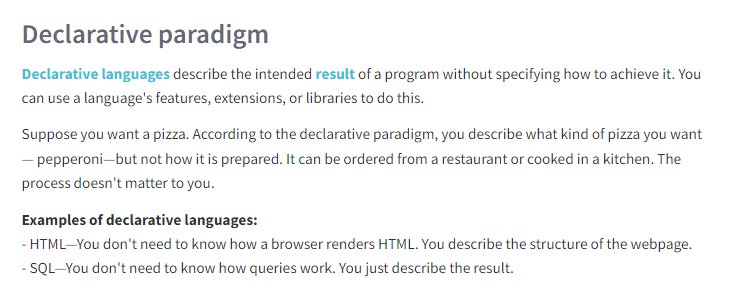 Declarative paradigm
Declarative languages describe the intended result of a program without specifying how to achieve it. You
can use a language's features, extensions, or libraries to do this.
Suppose you want a pizza. According to the declarative paradigm, you describe what kind of pizza you want
— pepperoni—but not how it is prepared. It can be ordered from a restaurant or cooked in a kitchen. The
process doesn't matter to you.
Examples of declarative languages:
- HTML—You don't need to know how a browser renders HTML. You describe the structure of the webpage.
- SQL—You don't need to know how queries work. You just describe the result.